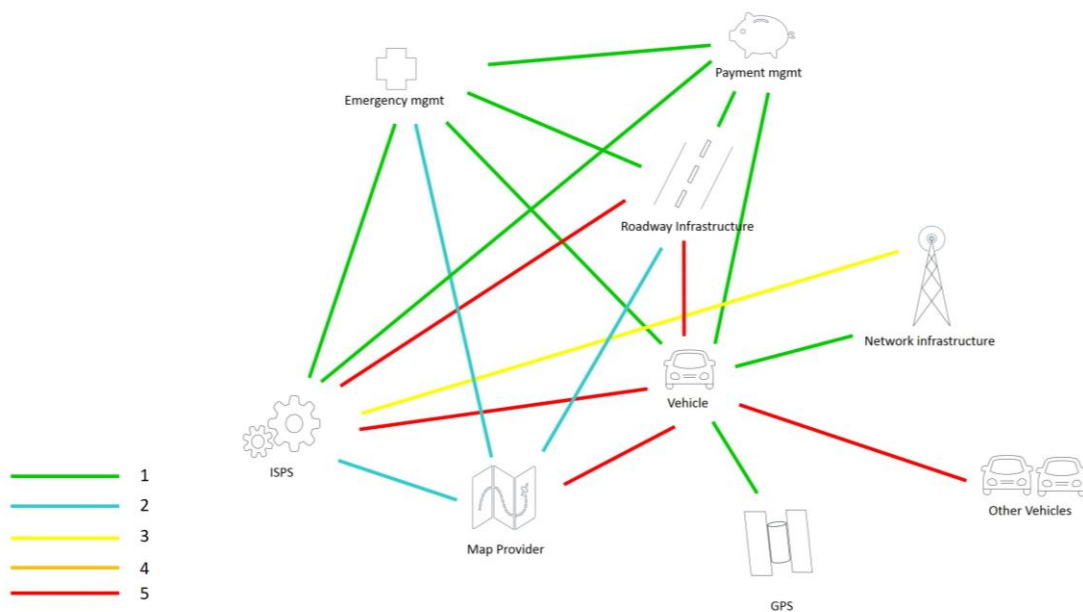 Payment mgmt
Emergency mgmt
Roadway Infrastructure
Network infrastructure
Vehicle
ISPS
1
2
3
4
5
Other Vehicles
Map Provider
GPS